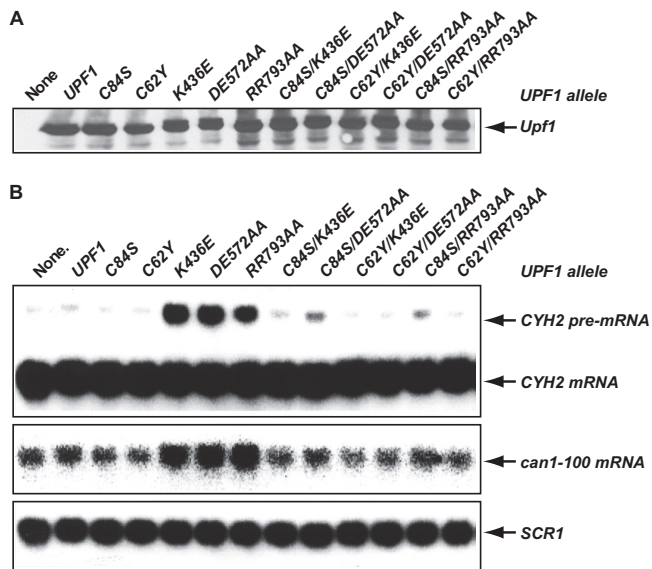 A
None
UPF1
C84S
C62Y
K436E
DE572AA
RR793AA
C84S/K436E
C84S/DE572AA
C62Y/K436E
C62Y/DE572AA
C84S/RR793AA
C62Y/RR793AA
UPF1 allele
Upf1
B
None.
UPF1
C84S
C62Y
K436E
DE572AA
RR793AA
C84S/K436E
C84S/DE572AA
C62Y/K436E
C62Y/DE572AA
C84S/RR793AA
C62Y/RR793AA
UPF1 allele
CYH2 pre-mRNA
CYH2 mRNA
can1-100 mRNA
SCR1